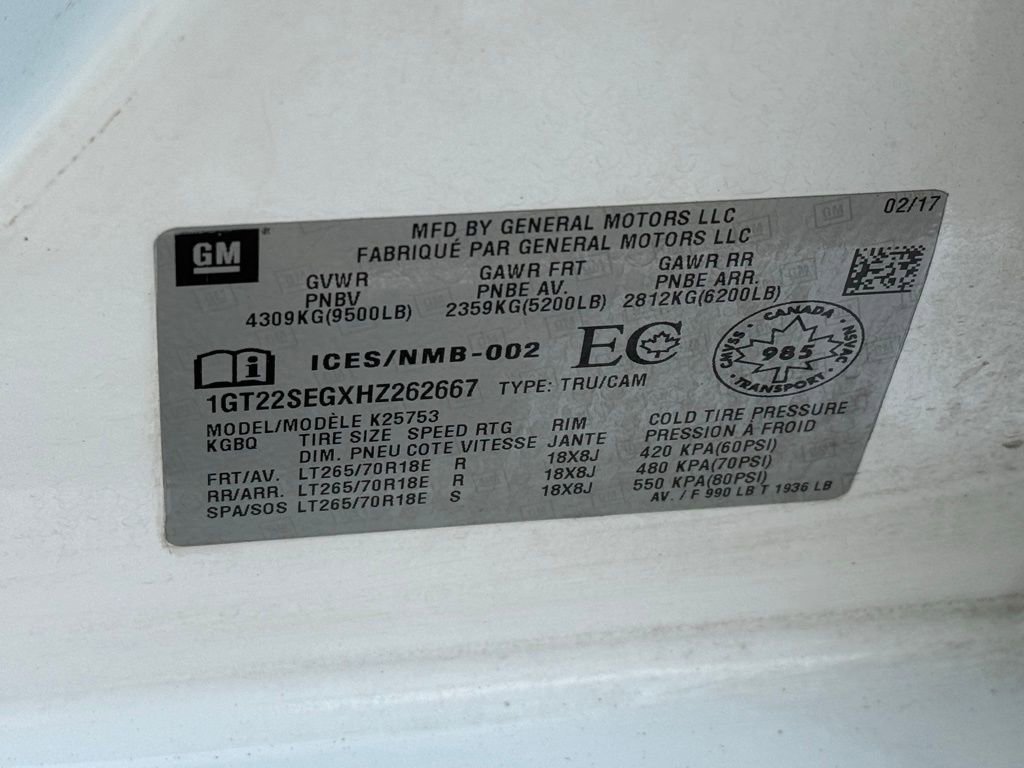 GM
MFD BY GENERAL MOTORS LLC
02/17
FABRIQUÉ PAR GENERAL MOTORS LLC
GVWR GAWR FRT GAWR RR
PNBV PNBE AV. PNBE ARR.
4309KG(9500LB) 2359KG(5200LB) 2812KG(6200LB)
ICES/NMB-002 EC
CANADA
CMVSS 985 NSVAC
TRANSPORT
1GT22SEGXHZ262667 TYPE: TRU/CAM
MODEL/MODÈLE K25753
KGBQ TIRE SIZE SPEED RTG RIM COLD TIRE PRESSURE
DIM. PNEU COTE VITESSE JANTE PRESSION À FROID
FRT/AV. LT265/70R18E R 18X8J 420 KPA(60PSI)
RR/ARR. LT265/70R18E R 18X8J 480 KPA(70PSI)
SPA/SOS LT265/70R18E S 18X8J 550 KPA(80PSI)
AV. / F 990 LB T 1936 LB